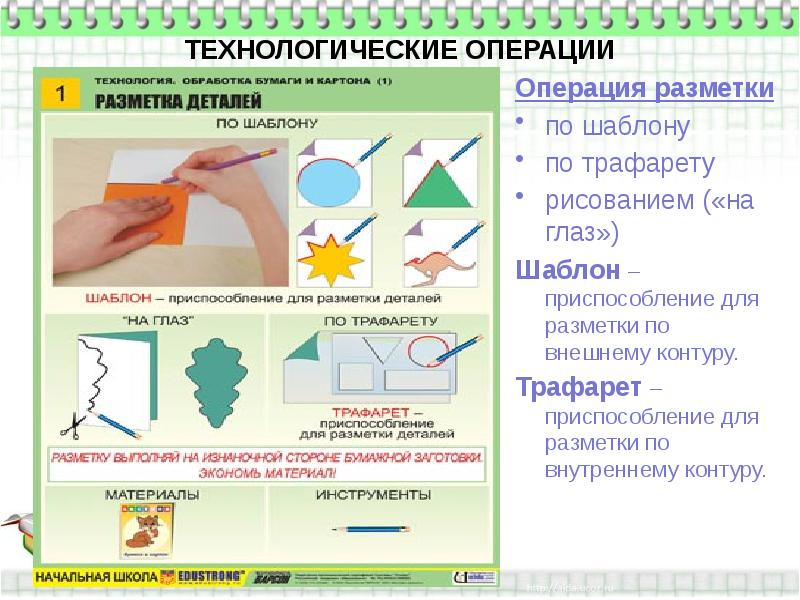 ТЕХНОЛОГИЧЕСКИЕ ОПЕРАЦИИ
1
ТЕХНОЛОГИЯ. ОБРАБОТКА БУМАГИ И КАРТОНА (1)
РАЗМЕТКА ДЕТАЛЕЙ
ПО ШАБЛОНУ
ШАБЛОН – приспособление для разметки деталей
"НА ГЛАЗ"
ПО ТРАФАРЕТУ
ТРАФАРЕТ –
приспособление
для разметки деталей
РАЗМЕТКУ ВЫПОЛНЯЙ НА ИЗНАНОЧНОЙ СТОРОНЕ БУМАЖНОЙ ЗАГОТОВКИ.
ЭКОНОМЬ МАТЕРИАЛ!
МАТЕРИАЛЫ
ИНСТРУМЕНТЫ
НАЧАЛЬНАЯ ШКОЛА
EDUSTRONG
Операция разметки
• по шаблону
• по трафарету
• рисованием («на
глаз»)
Шаблон –
приспособление для
разметки по
внешнему контуру.
Трафарет –
приспособление для
разметки по
внутреннему контуру.